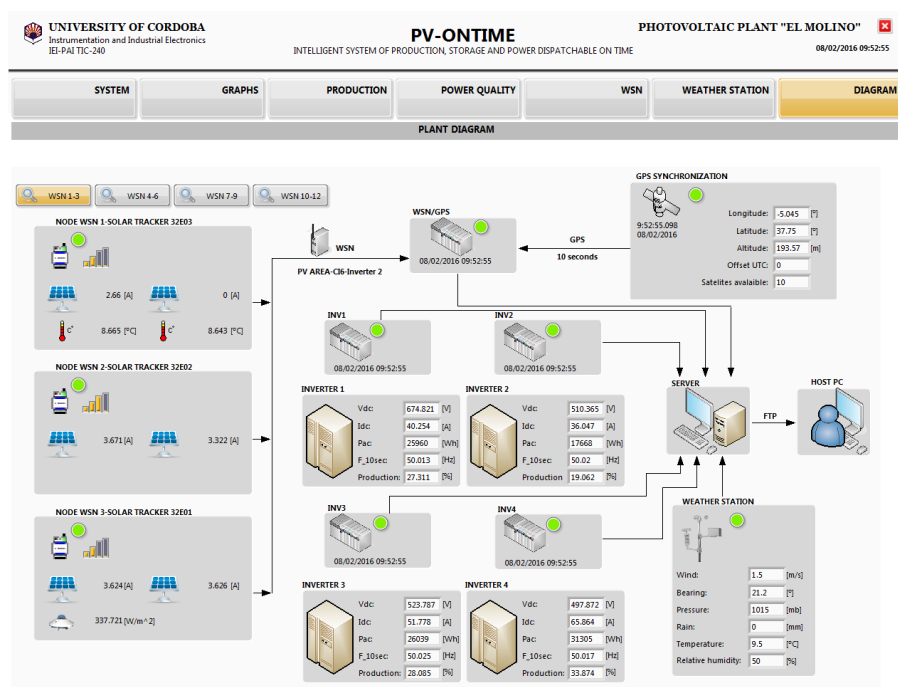 UNIVERSITY OF CORDOBA
Instrumentation and Industrial Electronics
IEI-PAI TIC-240
PV-ONTIME
INTELLIGENT SYSTEM OF PRODUCTION, STORAGE AND POWER DISPATCHABLE ON TIME
PHOTOVOLTAIC PLANT "EL MOLINO"
08/02/2016 09:52:55
SYSTEM GRAPHS PRODUCTION POWER QUALITY WSN WEATHER STATION DIAGRAM
PLANT DIAGRAM
WSN 1-3 WSN 4-6 WSN 7-9 WSN 10-12
NODE WSN 1-SOLAR TRACKER 32E03
2.66 [A] 0 [A]
C° 8.665 [ºC] C° 8.643 [ºC]
NODE WSN 2-SOLAR TRACKER 32E02
3.671 [A] 3.322 [A]
NODE WSN 3-SOLAR TRACKER 32E01
3.624 [A] 3.626 [A]
337.721 [W/m^2]
WSN
PV AREA-CI6-Inverter 2
WSN/GPS
08/02/2016 09:52:55
GPS
10 seconds
GPS SYNCHRONIZATION
9:52:55.098
08/02/2016
Longitude: -5.045 [º]
Latitude: 37.75 [º]
Altitude: 193.57 [m]
Offset UTC: 0
Satelites avalaible: 10
INV1
08/02/2016 09:52:55
INV2
08/02/2016 09:52:55
INVERTER 1
Vdc: 674.821 [V]
Idc: 40.254 [A]
Pac: 25960 [Wh]
F_10sec: 50.013 [Hz]
Production: 27.311 [%]
INVERTER 2
Vdc: 510.365 [V]
Idc: 36.047 [A]
Pac: 17668 [Wh]
F_10sec: 50.02 [Hz]
Production 19.062 [%]
INV3
08/02/2016 09:52:55
INV4
08/02/2016 09:52:55
INVERTER 3
Vdc: 523.787 [V]
Idc: 51.778 [A]
Pac: 26039 [Wh]
F_10sec: 50.025 [Hz]
Production: 28.085 [%]
INVERTER 4
Vdc: 497.872 [V]
Idc: 65.864 [A]
Pac: 31305 [Wh]
F_10sec: 50.017 [Hz]
Production: 33.874 [%]
SERVER
FTP
HOST PC
WEATHER STATION
Wind: 1.5 [m/s]
Bearing: 21.2 [º]
Pressure: 1015 [mb]
Rain: 0 [mm]
Temperature: 9.5 [ºC]
Relative humidity: 50 [%]